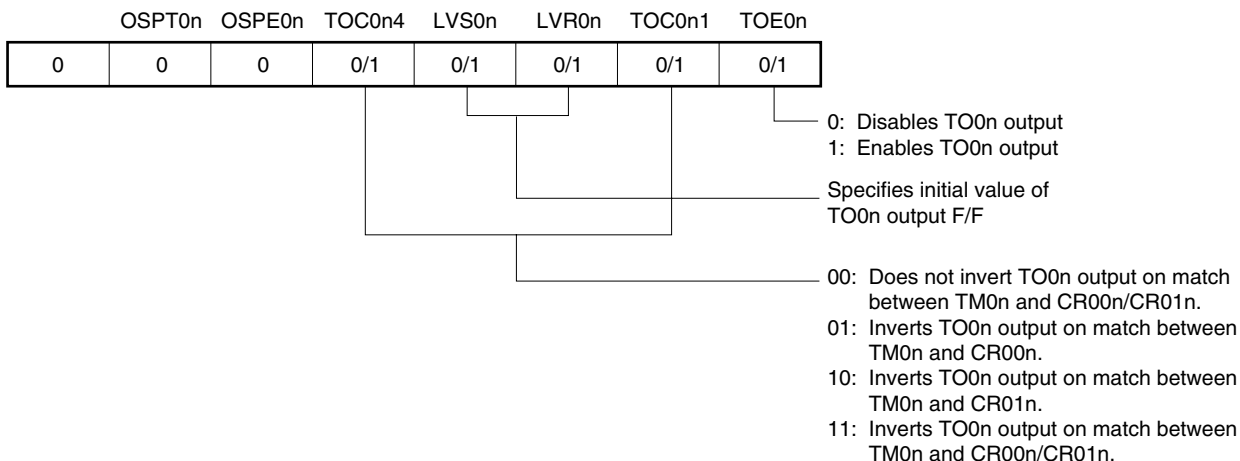 OSPT0n OSPE0n TOC0n4 LVS0n LVR0n TOC0n1 TOE0n
0 0 0 0/1 0/1 0/1 0/1 0/1
0: Disables TO0n output
1: Enables TO0n output
Specifies initial value of
TO0n output F/F
00: Does not invert TO0n output on match
between TM0n and CR00n/CR01n.
01: Inverts TO0n output on match between
TM0n and CR00n.
10: Inverts TO0n output on match between
TM0n and CR01n.
11: Inverts TO0n output on match between
TM0n and CR00n/CR01n.